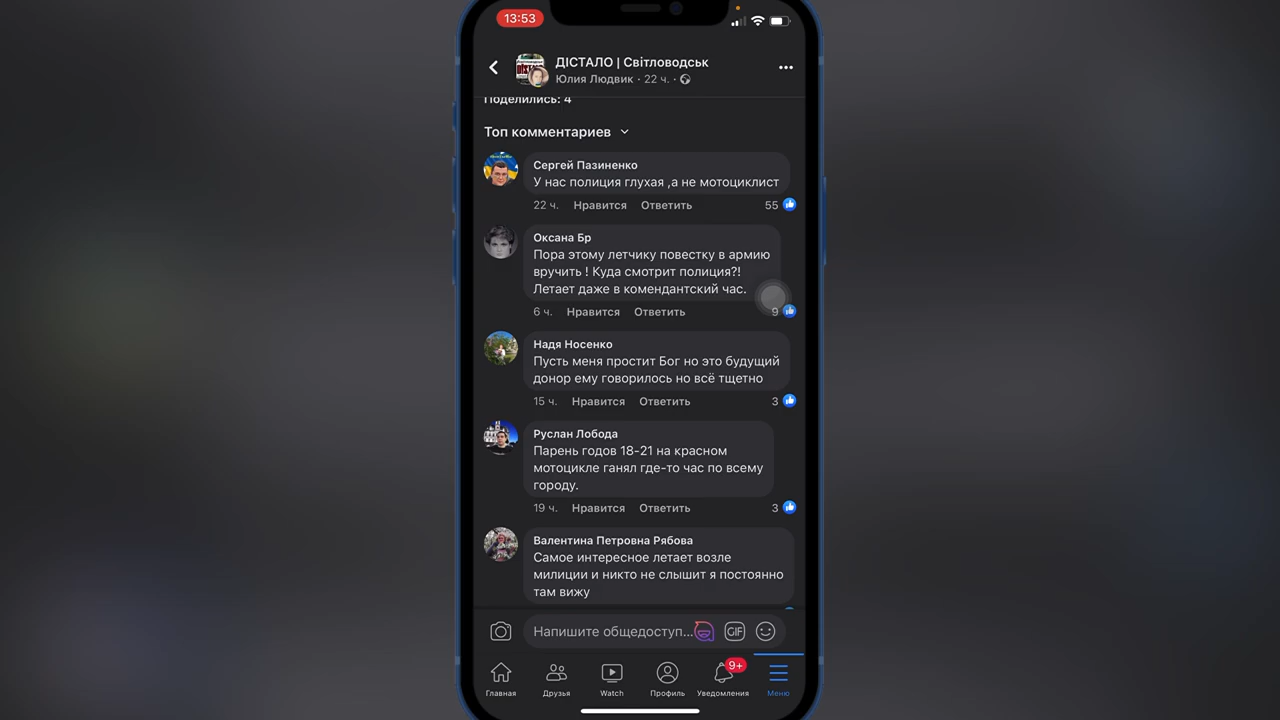 13:53
ДІСТАЛО | Світловодськ
Юлия Людвик · 22 ч. ·
Поделились: 4
Топ комментариев
Сергей Пазиненко
У нас полиция глухая ,а не мотоциклист
22 ч. Нравится Ответить 55
Оксана Бр
Пора этому летчику повестку в армию
вручить ! Куда смотрит полиция?!
Летает даже в комендантский час.
6 ч. Нравится Ответить 9
Надя Носенко
Пусть меня простит Бог но это будущий
донор ему говорилось но всё тщетно
15 ч. Нравится Ответить 3
Руслан Лобода
Парень годов 18-21 на красном
мотоцикле ганял где-то час по всему
городу.
19 ч. Нравится Ответить 3
Валентина Петровна Рябова
Самое интересное летает возле
милиции и никто не слышит я постоянно
там вижу
Напишите общедоступ... GIF
9+
Главная Друзья Watch Профиль Уведомления Меню